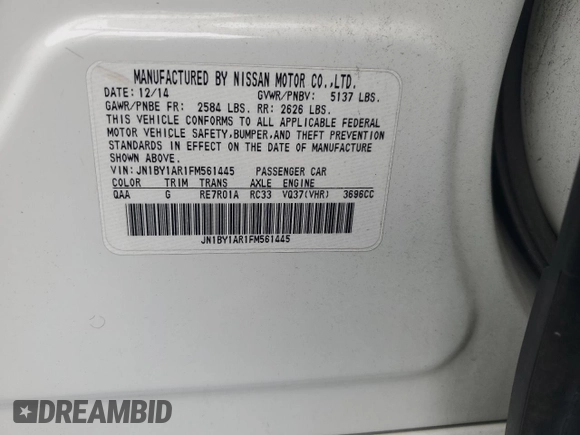 MANUFACTURED BY NISSAN MOTOR CO.,LTD.
DATE: 12/14 GVWR/PNBV: 5137 LBS.
GAWR/PNBE FR: 2584 LBS. RR: 2626 LBS.
THIS VEHICLE CONFORMS TO ALL APPLICABLE FEDERAL
MOTOR VEHICLE SAFETY,BUMPER,AND THEFT PREVENTION
STANDARDS IN EFFECT ON THE DATE OF MANUFACTURE
SHOWN ABOVE.
VIN: JN1BY1AR1FM561445 PASSENGER CAR
COLOR TRIM TRANS AXLE ENGINE
QAA G RE7R01A RC33 VQ37(VHR) 3696CC
JN1BY1AR1FM561445
DREAMBID